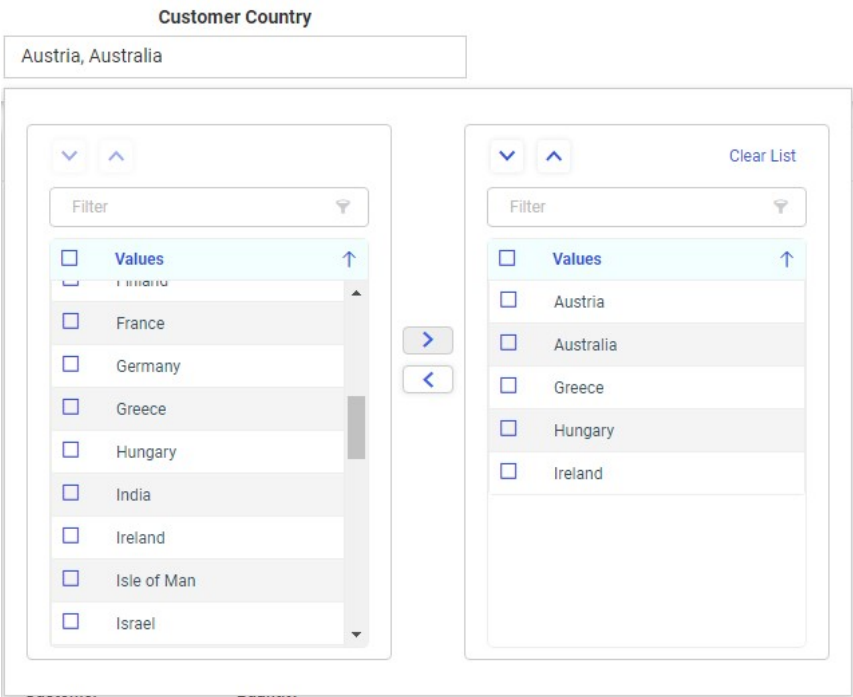 Customer Country
Austria, Australia
Clear List
Filter
Values
Finland
France
Germany
Greece
Hungary
India
Ireland
Isle of Man
Israel
Filter
Values
Austria
Australia
Greece
Hungary
Ireland